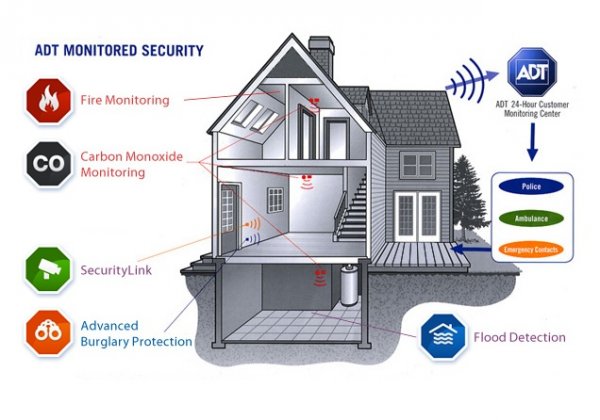 ADT MONITORED SECURITY
Fire Monitoring
CO
Carbon Monoxide
Monitoring
SecurityLink
Advanced
Burglary Protection
ADT
ADT 24-Hour Customer
Monitoring Center
Police
Ambulance
Emergency Contacts
Flood Detection